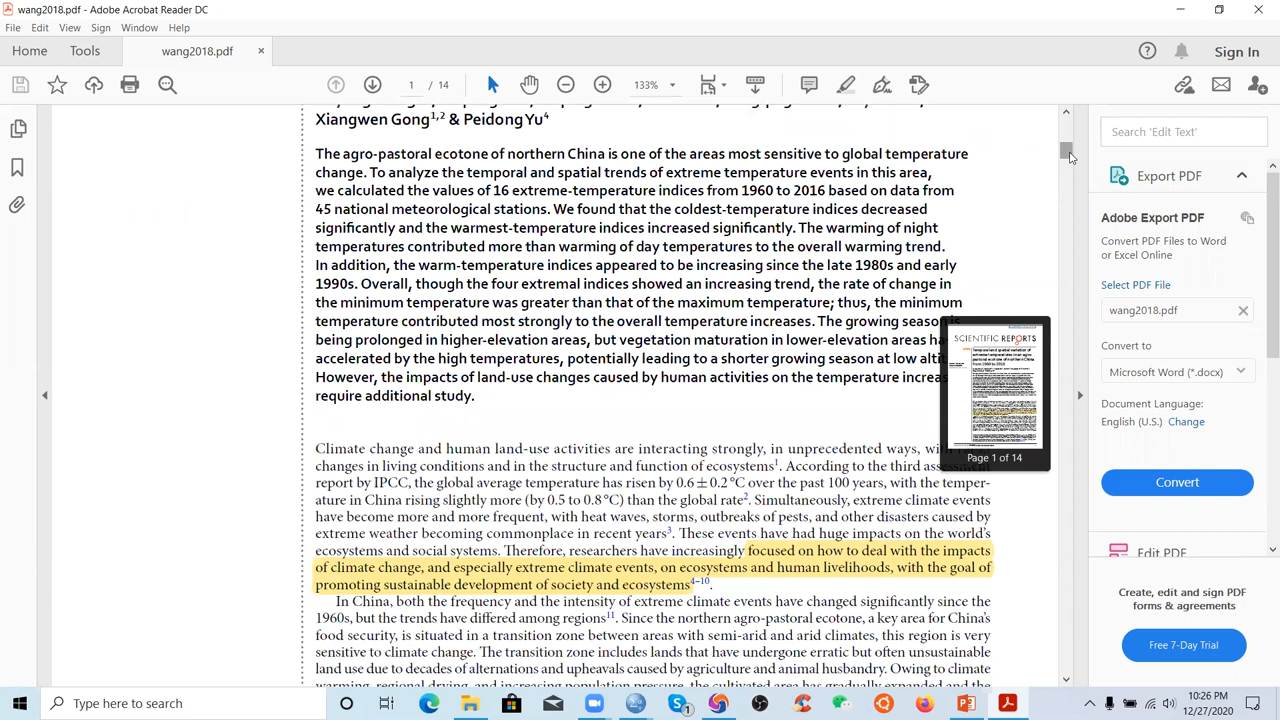 wang2018.pdf - Adobe Acrobat Reader DC
File Edit View Sign Window Help
Home Tools wang2018.pdf × Sign In
1 / 14 133%
Xiangwen Gong1,2 & Peidong Yu4
The agro-pastoral ecotone of northern China is one of the areas most sensitive to global temperature
change. To analyze the temporal and spatial trends of extreme temperature events in this area,
we calculated the values of 16 extreme-temperature indices from 1960 to 2016 based on data from
45 national meteorological stations. We found that the coldest-temperature indices decreased
significantly and the warmest-temperature indices increased significantly. The warming of night
temperatures contributed more than warming of day temperatures to the overall warming trend.
In addition, the warm-temperature indices appeared to be increasing since the late 1980s and early
1990s. Overall, though the four extremal indices showed an increasing trend, the rate of change in
the minimum temperature was greater than that of the maximum temperature; thus, the minimum
temperature contributed most strongly to the overall temperature increases. The growing season is
being prolonged in higher-elevation areas, but vegetation maturation in lower-elevation areas ha
accelerated by the high temperatures, potentially leading to a shorter growing season at low alti
However, the impacts of land-use changes caused by human activities on the temperature increas
require additional study.
Climate change and human land-use activities are interacting strongly, in unprecedented ways, with
changes in living conditions and in the structure and function of ecosystems1. According to the third assessment
report by IPCC, the global average temperature has risen by 0.6 ± 0.2 °C over the past 100 years, with the temper-
ature in China rising slightly more (by 0.5 to 0.8 °C) than the global rate2. Simultaneously, extreme climate events
have become more and more frequent, with heat waves, storms, outbreaks of pests, and other disasters caused by
extreme weather becoming commonplace in recent years3. These events have had huge impacts on the world's
ecosystems and social systems. Therefore, researchers have increasingly focused on how to deal with the impacts
of climate change, and especially extreme climate events, on ecosystems and human livelihoods, with the goal of
promoting sustainable development of society and ecosystems4–10.
In China, both the frequency and the intensity of extreme climate events have changed significantly since the
1960s, but the trends have differed among regions11. Since the northern agro-pastoral ecotone, a key area for China's
food security, is situated in a transition zone between areas with semi-arid and arid climates, this region is very
sensitive to climate change. The transition zone includes lands that have undergone erratic but often unsustainable
land use due to decades of alternations and upheavals caused by agriculture and animal husbandry. Owing to climate
warming, regional drying, and increasing population pressure, the cultivated area has gradually expanded and the
SCIENTIFIC REPORTS
Page 1 of 14
Search 'Edit Text'
Export PDF
Adobe Export PDF
Convert PDF Files to Word
or Excel Online
Select PDF File
wang2018.pdf
Convert to
Microsoft Word (*.docx)
Document Language:
English (U.S.) Change
Convert
Edit PDF
Create, edit and sign PDF
forms & agreements
Free 7-Day Trial
Type here to search
1
10:26 PM
12/27/2020